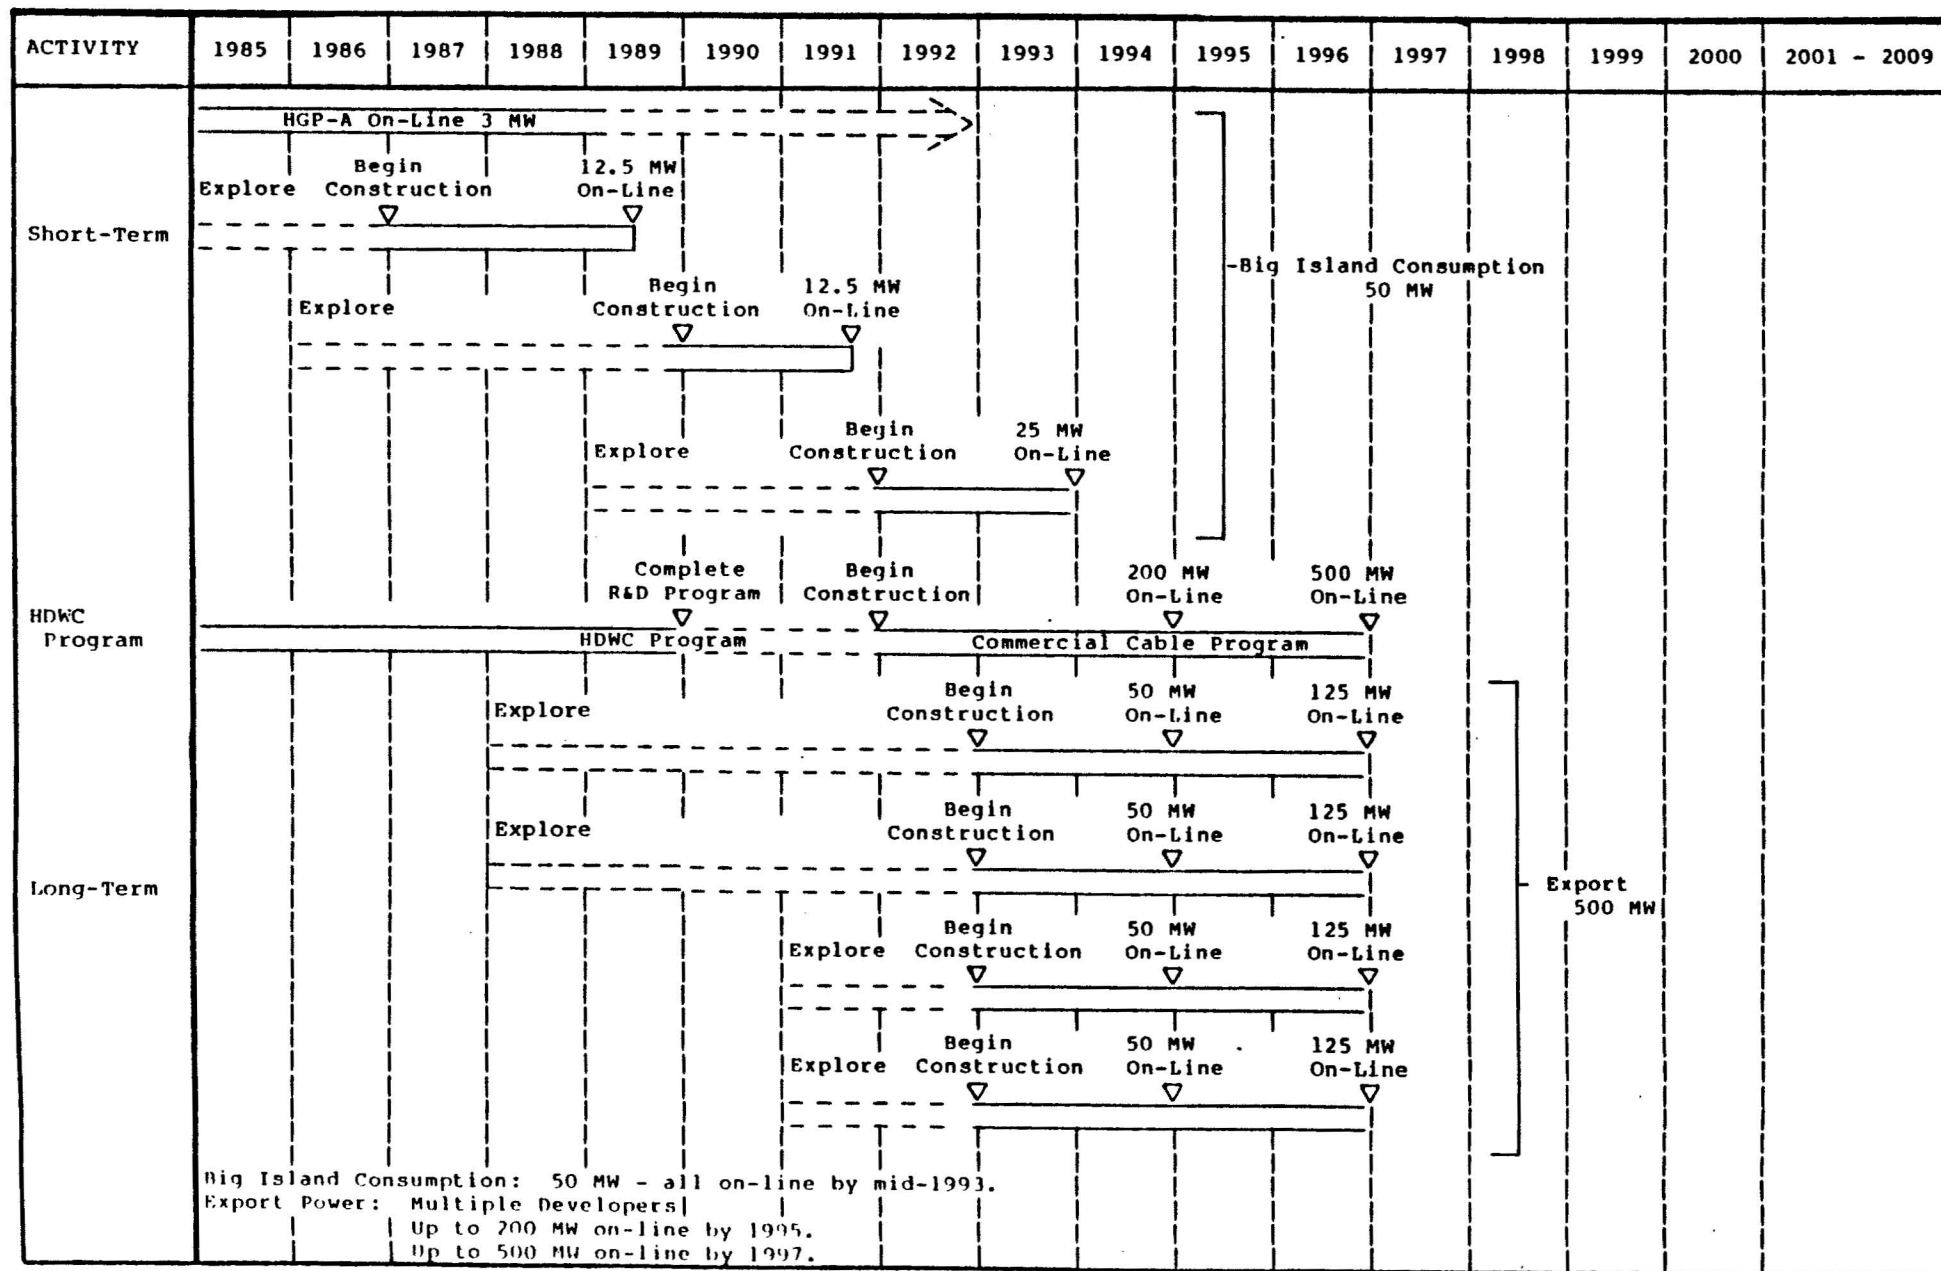 ACTIVITY 1985 1986 1987 1988 1989 1990 1991 1992 1993 1994 1995 1996 1997 1998 1999 2000 2001 - 2009
HGP-A On-Line 3 MW
Begin 12.5 MW
Explore Construction On-Line
Short-Term
Big Island Consumption
50 MW
Begin 12.5 MW
Explore Construction On-Line
Begin 25 MW
Explore Construction On-Line
Complete Begin 200 MW 500 MW
R&D Program Construction On-Line On-Line
HDWC
Program
HDWC Program Commercial Cable Program
Begin 50 MW 125 MW
Explore Construction On-Line On-Line
Begin 50 MW 125 MW
Explore Construction On-Line On-Line
Long-Term
Export
500 MW
Begin 50 MW 125 MW
Explore Construction On-Line On-Line
Begin 50 MW 125 MW
Explore Construction On-Line On-Line
Big Island Consumption: 50 MW - all on-line by mid-1993.
Export Power: Multiple Developers
Up to 200 MW on-line by 1995.
Up to 500 MW on-line by 1997.